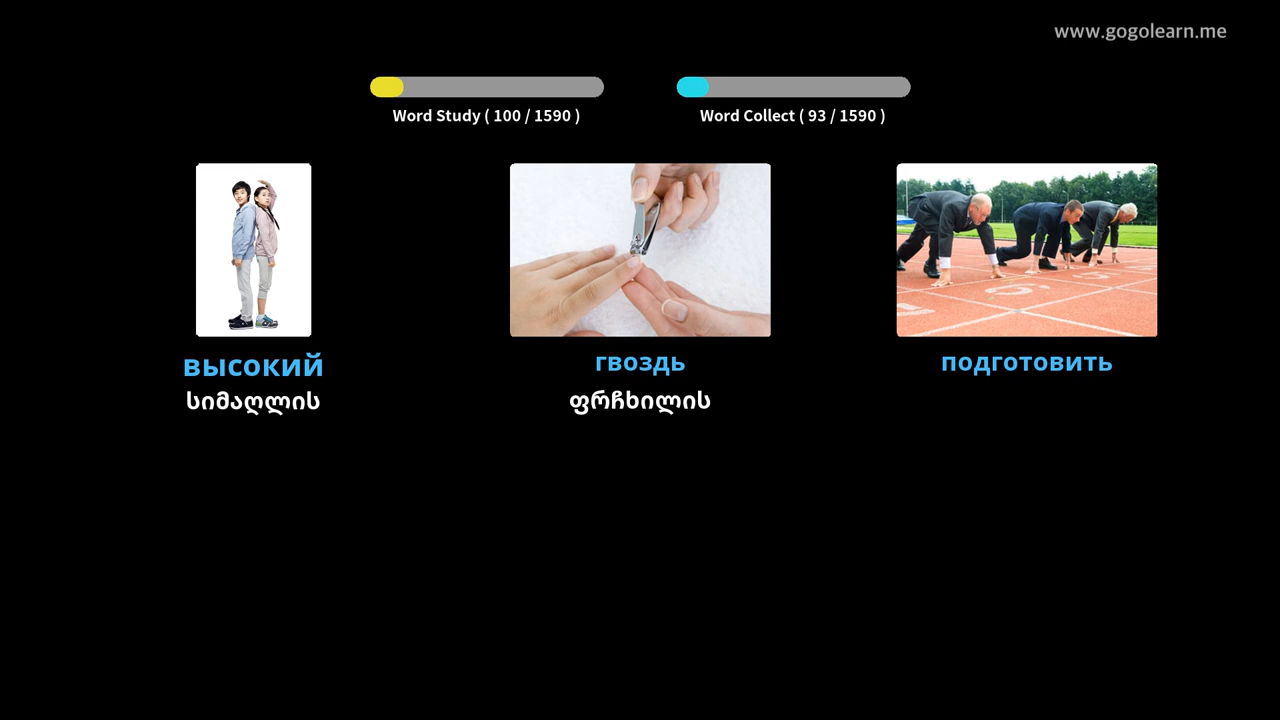 www.gogolearn.me
Word Study ( 100 / 1590 )
Word Collect ( 93 / 1590 )
высокий
гвоздь
подготовить
სიმაღლის
ფრჩხილის